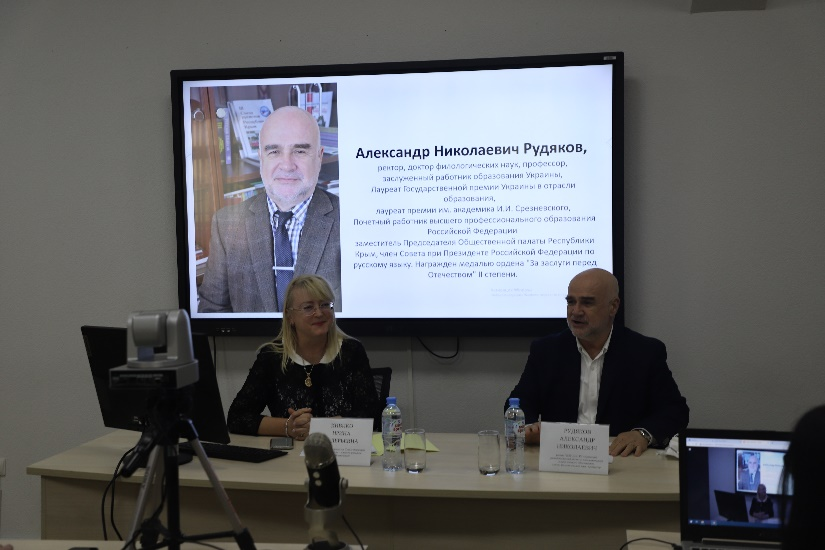 Александр Николаевич Рудяков,
ректор, доктор филологических наук, профессор,
заслуженный работник образования Украины,
Лауреат Государственной премии Украины в отрасли
образования,
лауреат премии им. академика И.И. Срезневского,
Почетный работник высшего профессионального образования
Российской Федерации
заместитель Председателя Общественной палаты Республики
Крым, член Совета при Президенте Российской Федерации по
русскому языку. Награжден медалью ордена "За заслуги перед
Отечеством" II степени.
РУДЯКОВ
АЛЕКСАНДР
НИКОЛАЕВИЧ